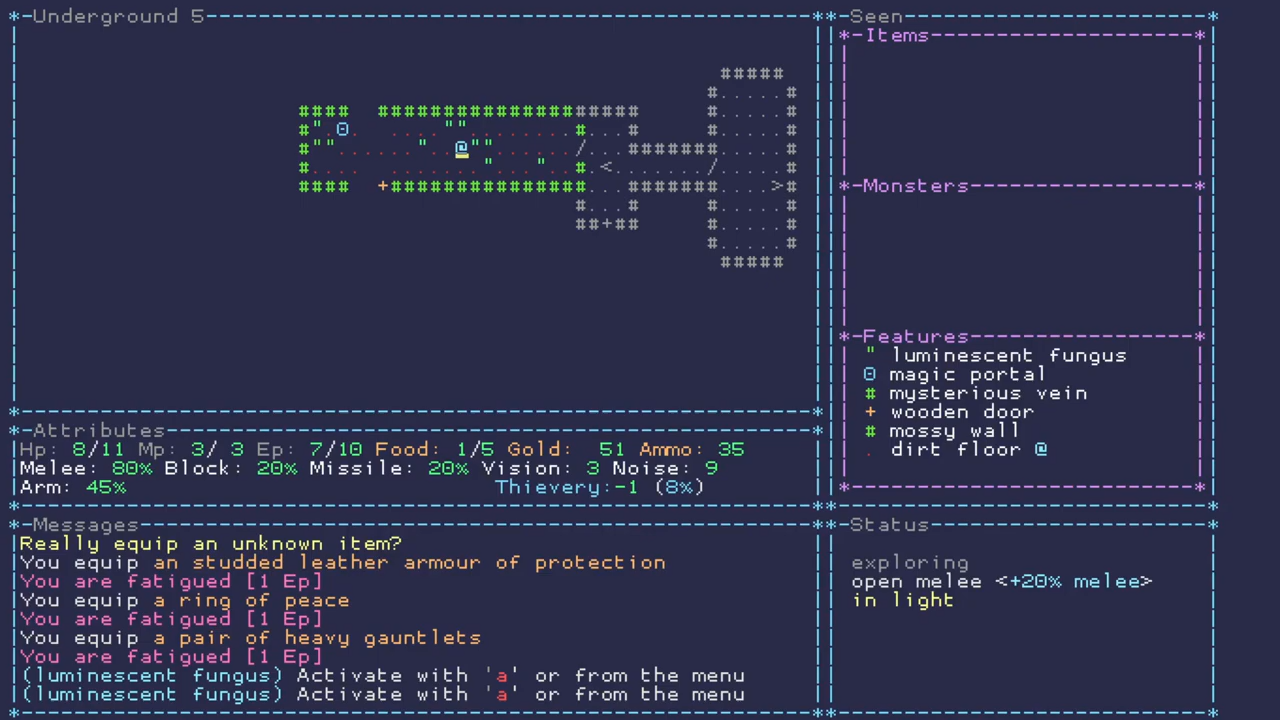 Underground 5
Seen
Items
#####
#.....#
#### ###############***** #.....#
#". 0. ....""........#...# #.....#
#""......".. @""....../...#######.....#
#.... .......". .".. #.<......./.....#
#### +###############...#######....>#
#...# #.....#
##+## #.....#
#.....#
#####
Monsters
Features
" luminescent fungus
0 magic portal
# mysterious vein
+ wooden door
# mossy wall
. dirt floor @
Attributes
Hp: 8/11 Mp: 3/ 3 Ep: 7/10 Food: 1/5 Gold: 51 Ammo: 35
Melee: 80% Block: 20% Missile: 20% Vision: 3 Noise: 9
Arm: 45% Thievery:-1 (8%)
Messages
Really equip an unknown item?
You equip an studded leather armour of protection
You are fatigued [1 Ep]
You equip a ring of peace
You are fatigued [1 Ep]
You equip a pair of heavy gauntlets
You are fatigued [1 Ep]
(luminescent fungus) Activate with 'a' or from the menu
(luminescent fungus) Activate with 'a' or from the menu
Status
exploring
open melee <+20% melee>
in light